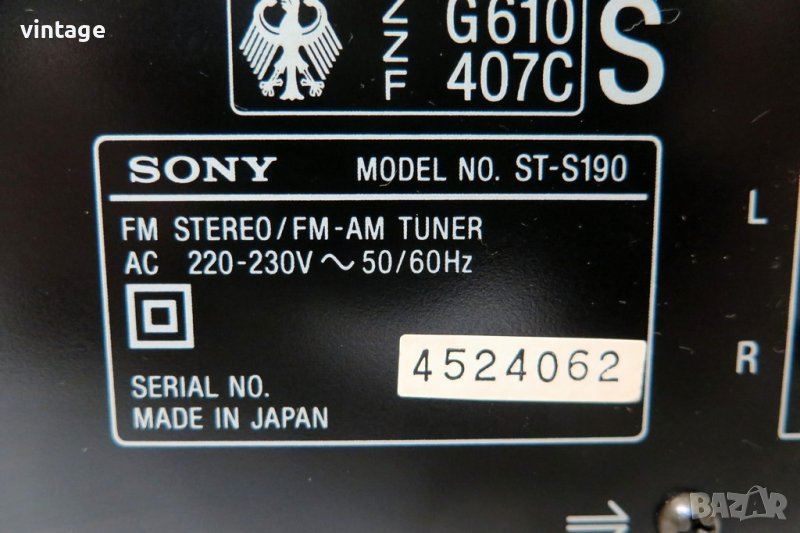 vintage
Z
Z
F
G610
407C
S
SONY MODEL NO. ST-S190
FM STEREO/FM-AM TUNER
AC 220-230V ~ 50/60Hz
L
R
4524062
SERIAL NO.
MADE IN JAPAN
BAZAR